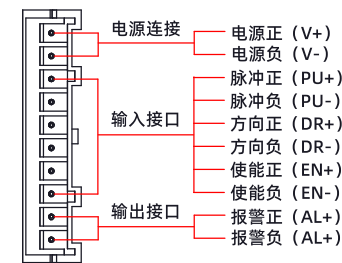 电源连接
电源正（V+）
电源负（V-）
输入接口
脉冲正（PU+）
脉冲负（PU-）
方向正（DR+）
方向负（DR-）
使能正（EN+）
使能负（EN-）
输出接口
报警正（AL+）
报警负（AL+）